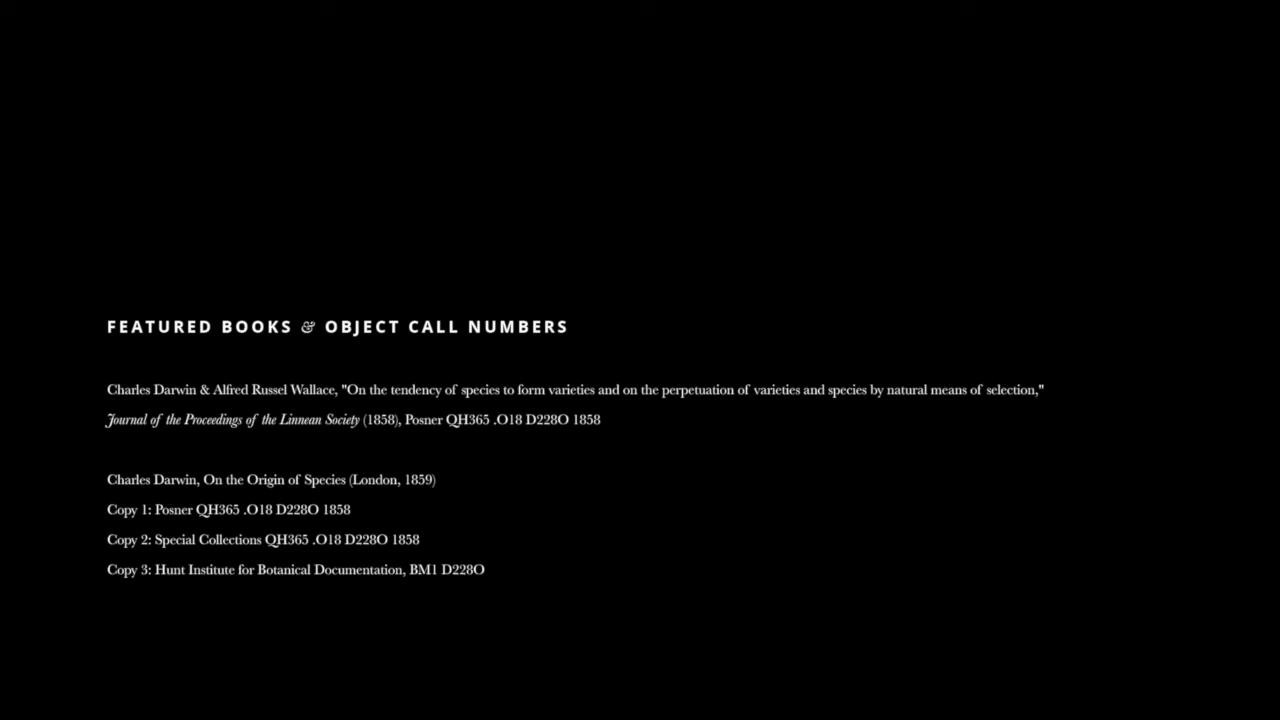 FEATURED BOOKS & OBJECT CALL NUMBERS
Charles Darwin & Alfred Russel Wallace, "On the tendency of species to form varieties and on the perpetuation of varieties and species by natural means of selection,"
Journal of the Proceedings of the Linnean Society (1858), Posner QH365 .O18 D228O 1858
Charles Darwin, On the Origin of Species (London, 1859)
Copy 1: Posner QH365 .O18 D228O 1858
Copy 2: Special Collections QH365 .O18 D228O 1858
Copy 3: Hunt Institute for Botanical Documentation, BM1 D228O